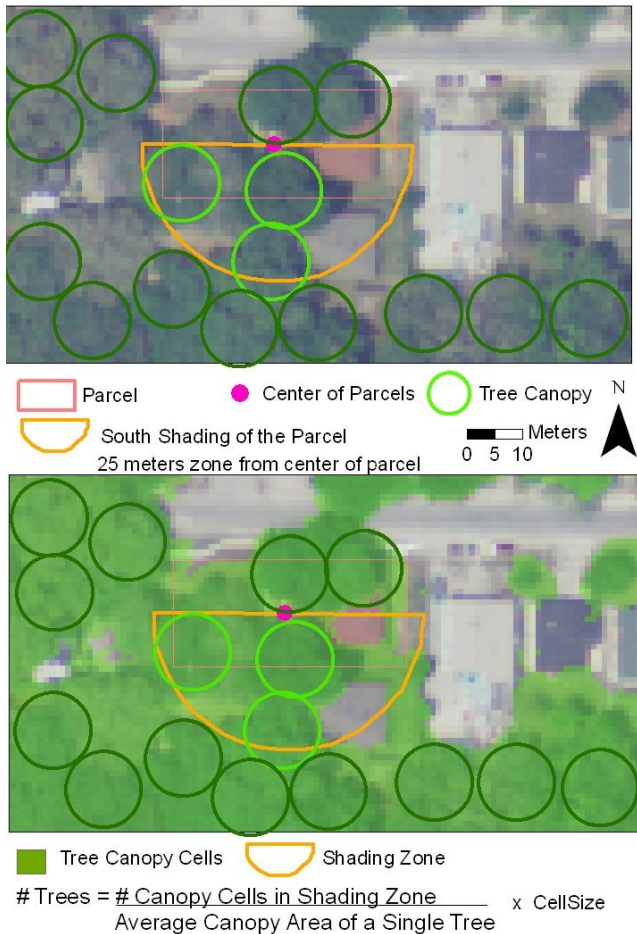 Parcel Center of Parcels Tree Canopy N
South Shading of the Parcel Meters
25 meters zone from center of parcel 0 5 10
Tree Canopy Cells Shading Zone
# Trees = # Canopy Cells in Shading Zone x CellSize
Average Canopy Area of a Single Tree